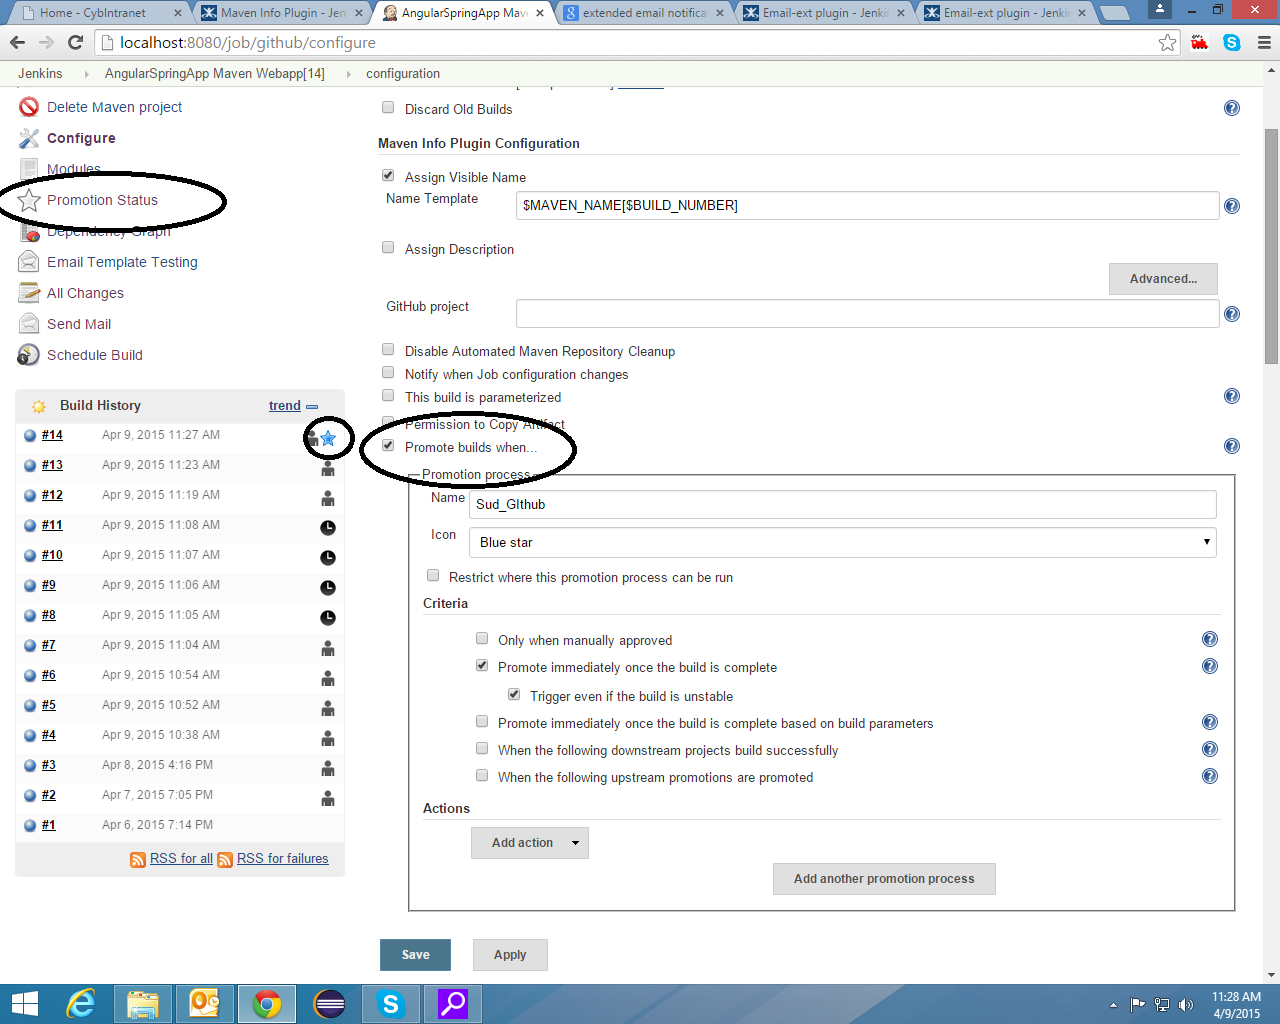 Home - CybIntranet
Maven Info Plugin - Jen
AngularSpringApp Mav
extended email notificat
Email-ext plugin - Jenki
Email-ext plugin - Jenki
localhost:8080/job/github/configure
Jenkins
AngularSpringApp Maven Webapp[14]
configuration
Delete Maven project
Configure
Modules
Promotion Status
Dependency Graph
Email Template Testing
All Changes
Send Mail
Schedule Build
Build History
trend
#14 Apr 9, 2015 11:27 AM
#13 Apr 9, 2015 11:23 AM
#12 Apr 9, 2015 11:19 AM
#11 Apr 9, 2015 11:08 AM
#10 Apr 9, 2015 11:07 AM
#9 Apr 9, 2015 11:06 AM
#8 Apr 9, 2015 11:05 AM
#7 Apr 9, 2015 11:04 AM
#6 Apr 9, 2015 10:54 AM
#5 Apr 9, 2015 10:52 AM
#4 Apr 9, 2015 10:38 AM
#3 Apr 8, 2015 4:16 PM
#2 Apr 7, 2015 7:05 PM
#1 Apr 6, 2015 7:14 PM
RSS for all RSS for failures
Discard Old Builds
Maven Info Plugin Configuration
Assign Visible Name
Name Template
$MAVEN_NAME[$BUILD_NUMBER]
Assign Description
Advanced...
GitHub project
Disable Automated Maven Repository Cleanup
Notify when Job configuration changes
This build is parameterized
Permission to Copy Artifact
Promote builds when...
Promotion process
Name
Sud_GIthub
Icon
Blue star
Restrict where this promotion process can be run
Criteria
Only when manually approved
Promote immediately once the build is complete
Trigger even if the build is unstable
Promote immediately once the build is complete based on build parameters
When the following downstream projects build successfully
When the following upstream promotions are promoted
Actions
Add action
Add another promotion process
Save
Apply
11:28 AM
4/9/2015